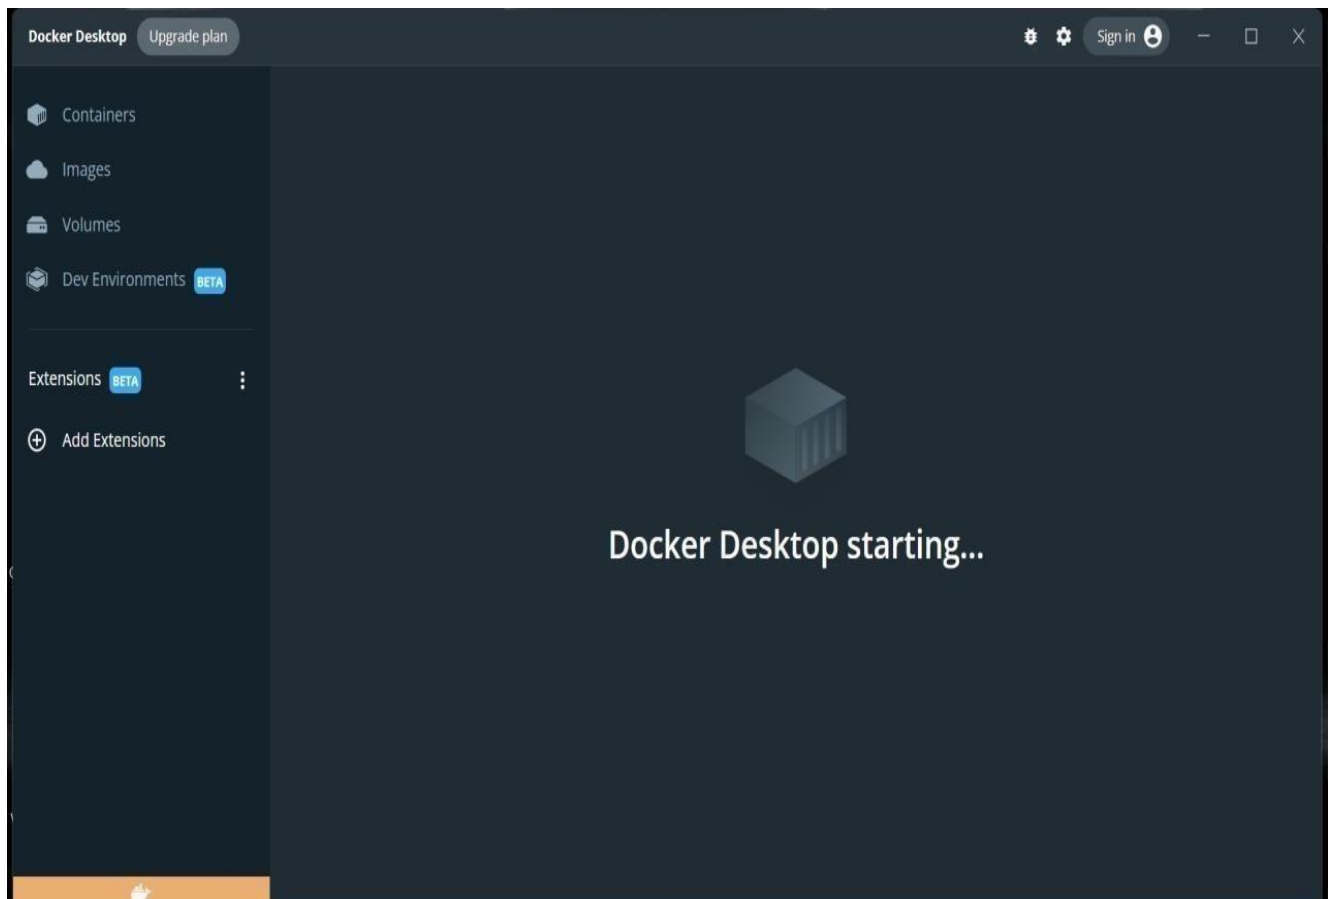 Docker Desktop Upgrade plan Sign in
Containers
Images
Volumes
Dev Environments BETA
Extensions BETA
Add Extensions
Docker Desktop starting...